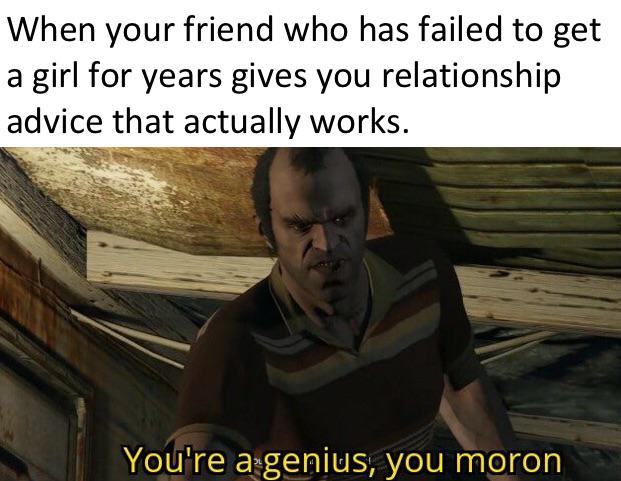 When your friend who has failed to get
a girl for years gives you relationship
advice that actually works.
You're a genius, you moron